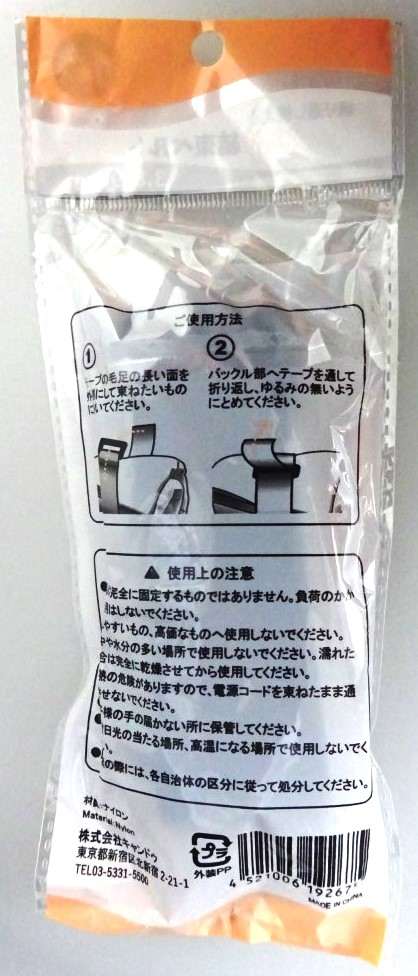 ご使用方法
①
テープの毛足の長い面を
外側にして束ねたいもの
においてください。
②
バックル部へテープを通して
折り返し、ゆるみの無いよう
にとめてください。
▲ 使用上の注意
完全に固定するものではありません。負荷のかか
はしないでください。
やすいもの、高価なものへ使用しないでください。
や水分の多い場所で使用しないでください。濡れた
合は完全に乾燥させてから使用してください。
の危険がありますので、電源コードを束ねたまま通
せないでください。
様の手の届かない所に保管してください。
日光の当たる場所、高温になる場所で使用しないでく
の際には、各自治体の区分に従って処分してください。
材質:ナイロン
Material:Nylon
株式会社キャンドゥ
東京都新宿区北新宿2-21-1
TEL03-5331-5500
プラ
外装PP
4 521006 19267
MADE IN CHINA